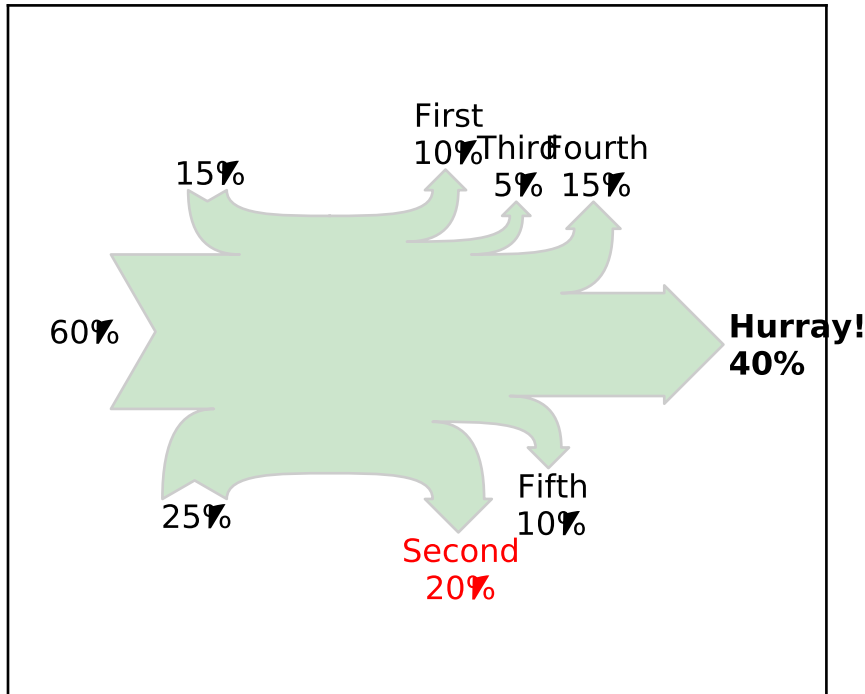 First
10%
Third
5%
Fourth
15%
15%
60%
Hurray!
40%
25%
Fifth
10%
Second
20%